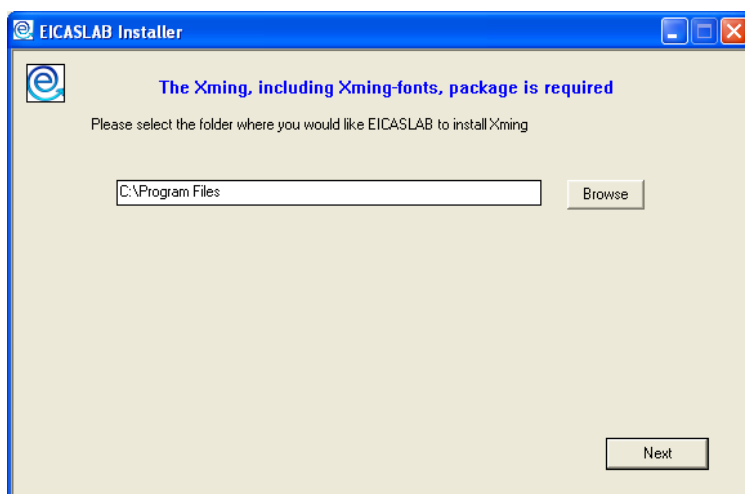 EICASLAB Installer
The Xming, including Xming-fonts, package is required
Please select the folder where you would like EICASLAB to install Xming
C:\Program Files
Browse
Next